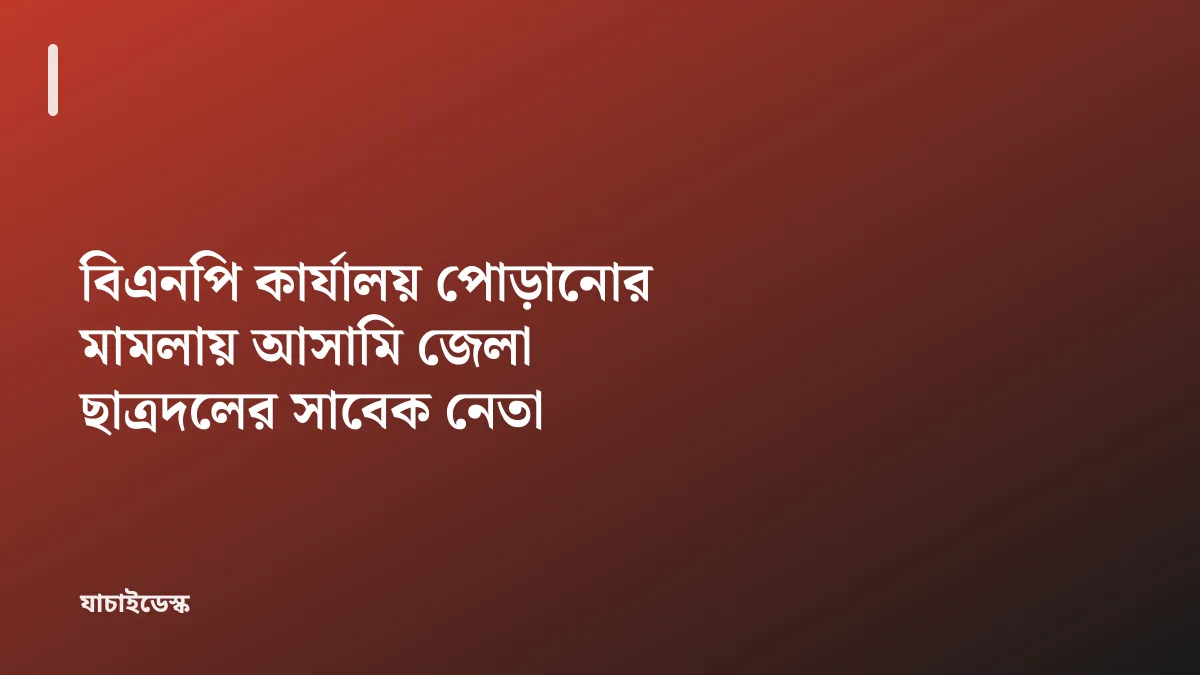 বিএনপি কার্যালয় পোড়ানোর
মামলায় আসামি জেলা
ছাত্রদলের সাবেক নেতা
যাচাইডেস্ক